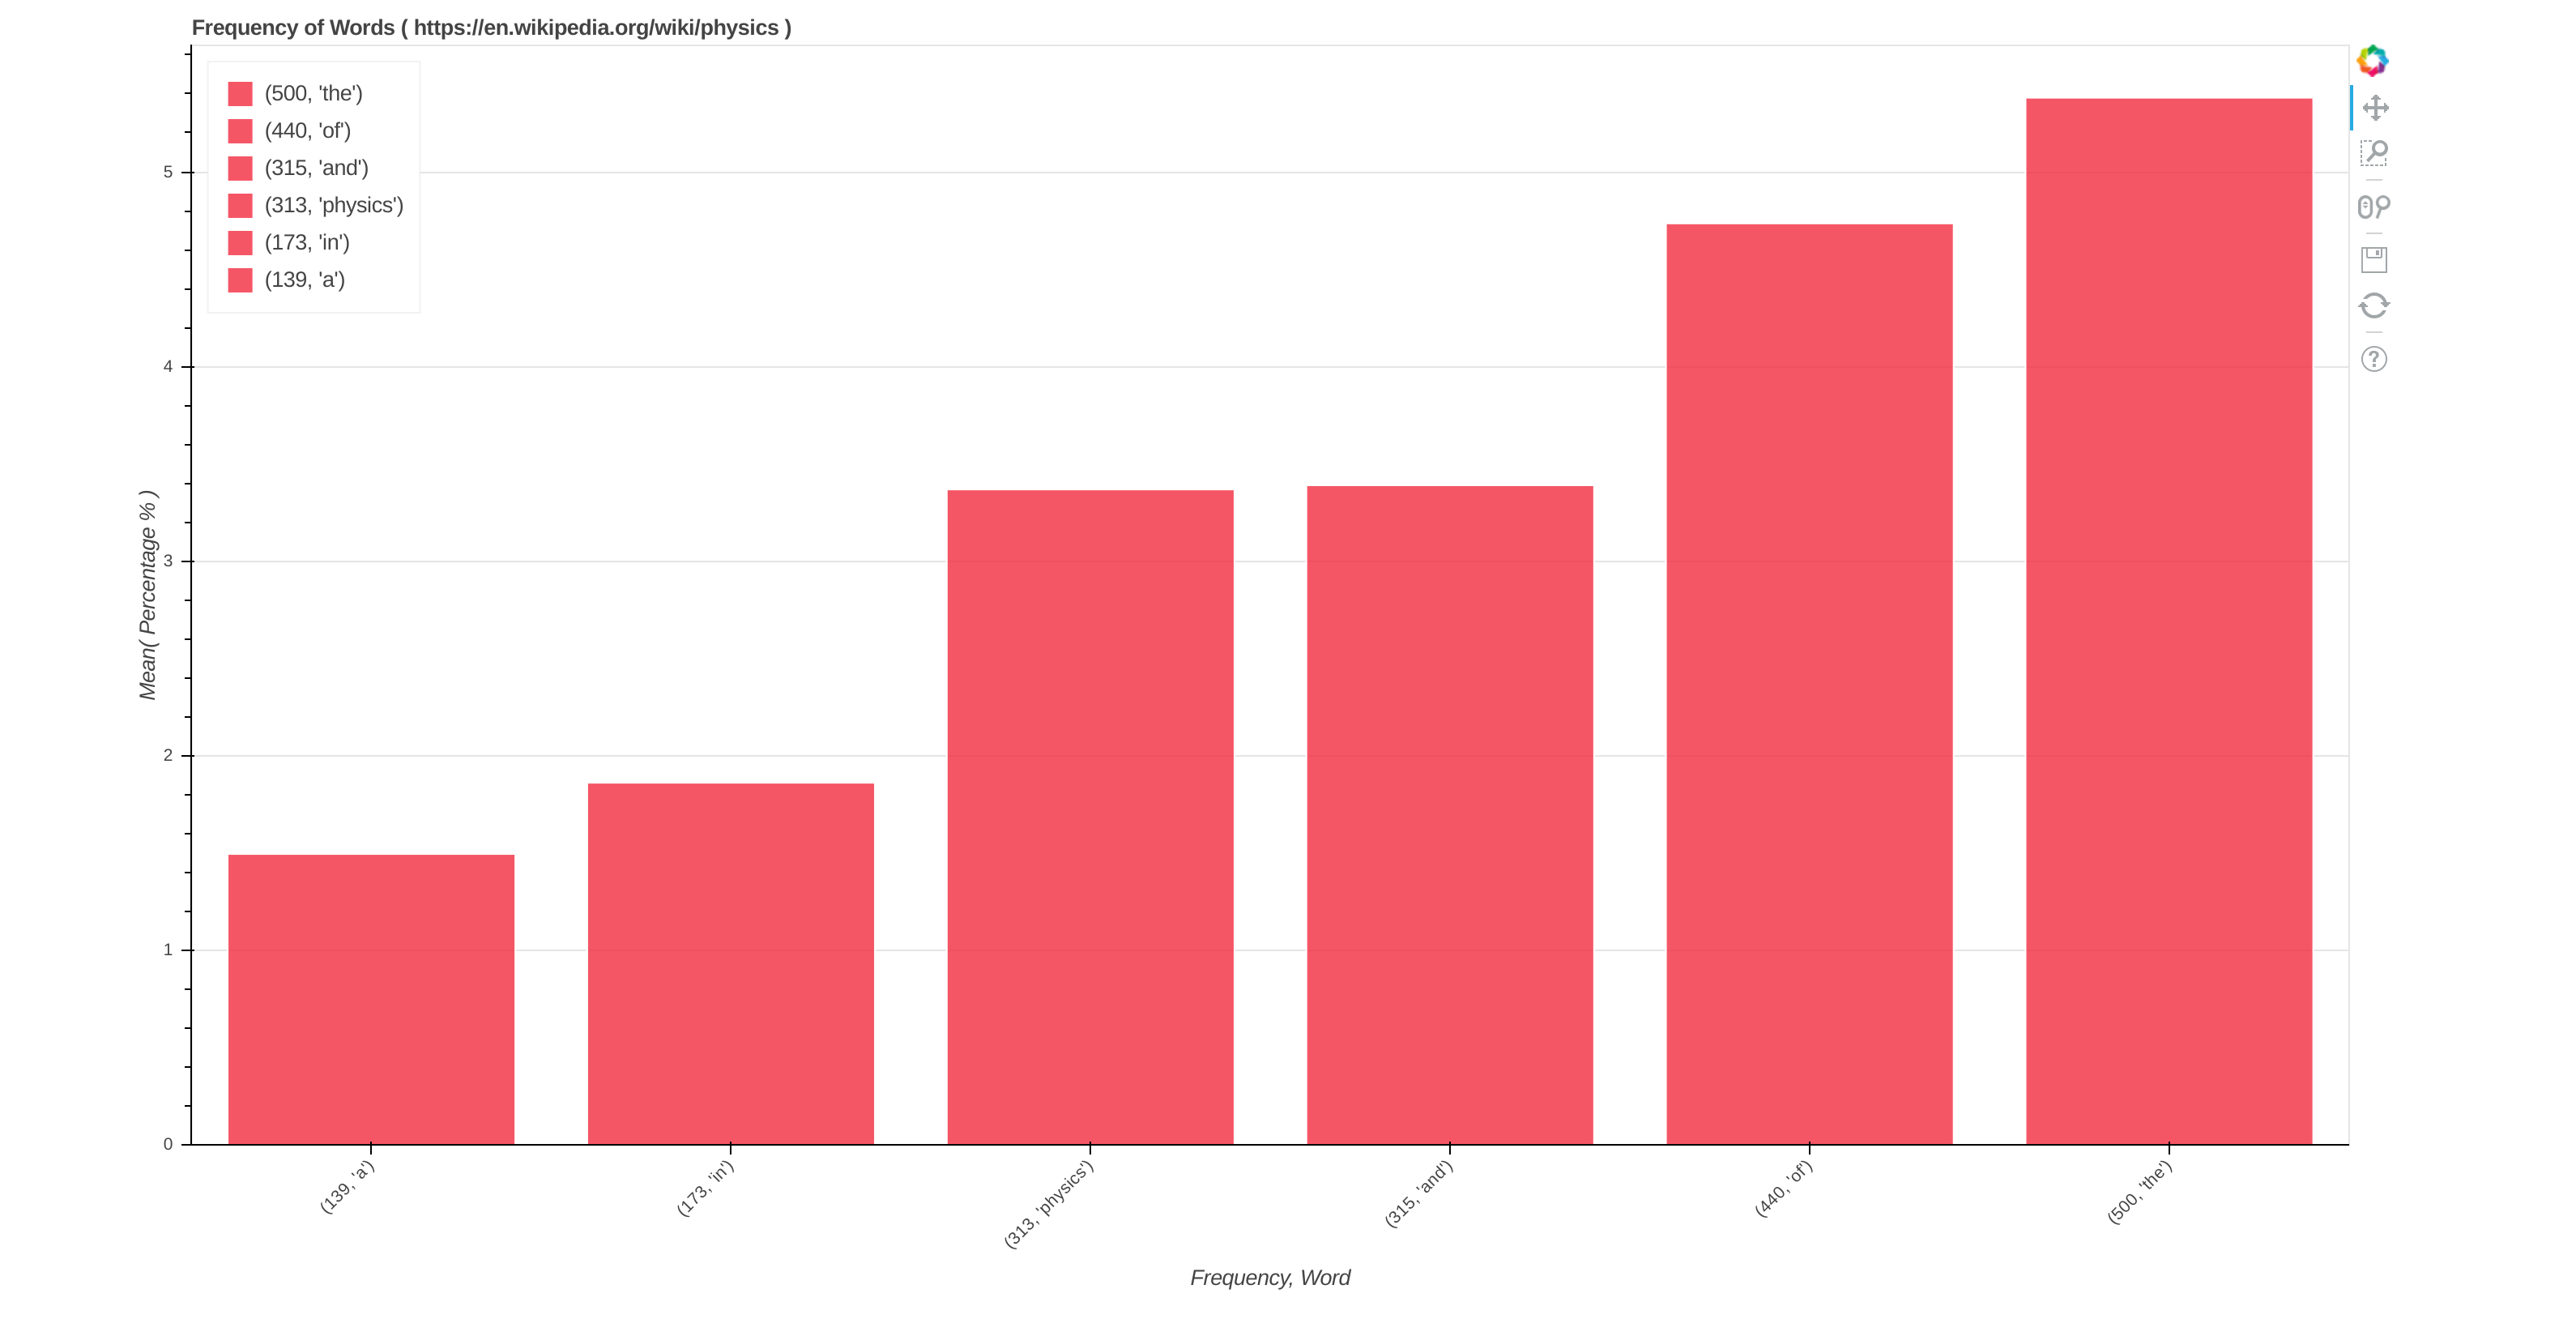 Frequency of Words ( https://en.wikipedia.org/wiki/physics )
(500, 'the')
(440, 'of')
(315, 'and')
(313, 'physics')
(173, 'in')
(139, 'a')
Mean( Percentage % )
5
4
3
2
1
0
(139, 'a')
(173, 'in')
(313, 'physics')
(315, 'and')
(440, 'of')
(500, 'the')
Frequency, Word